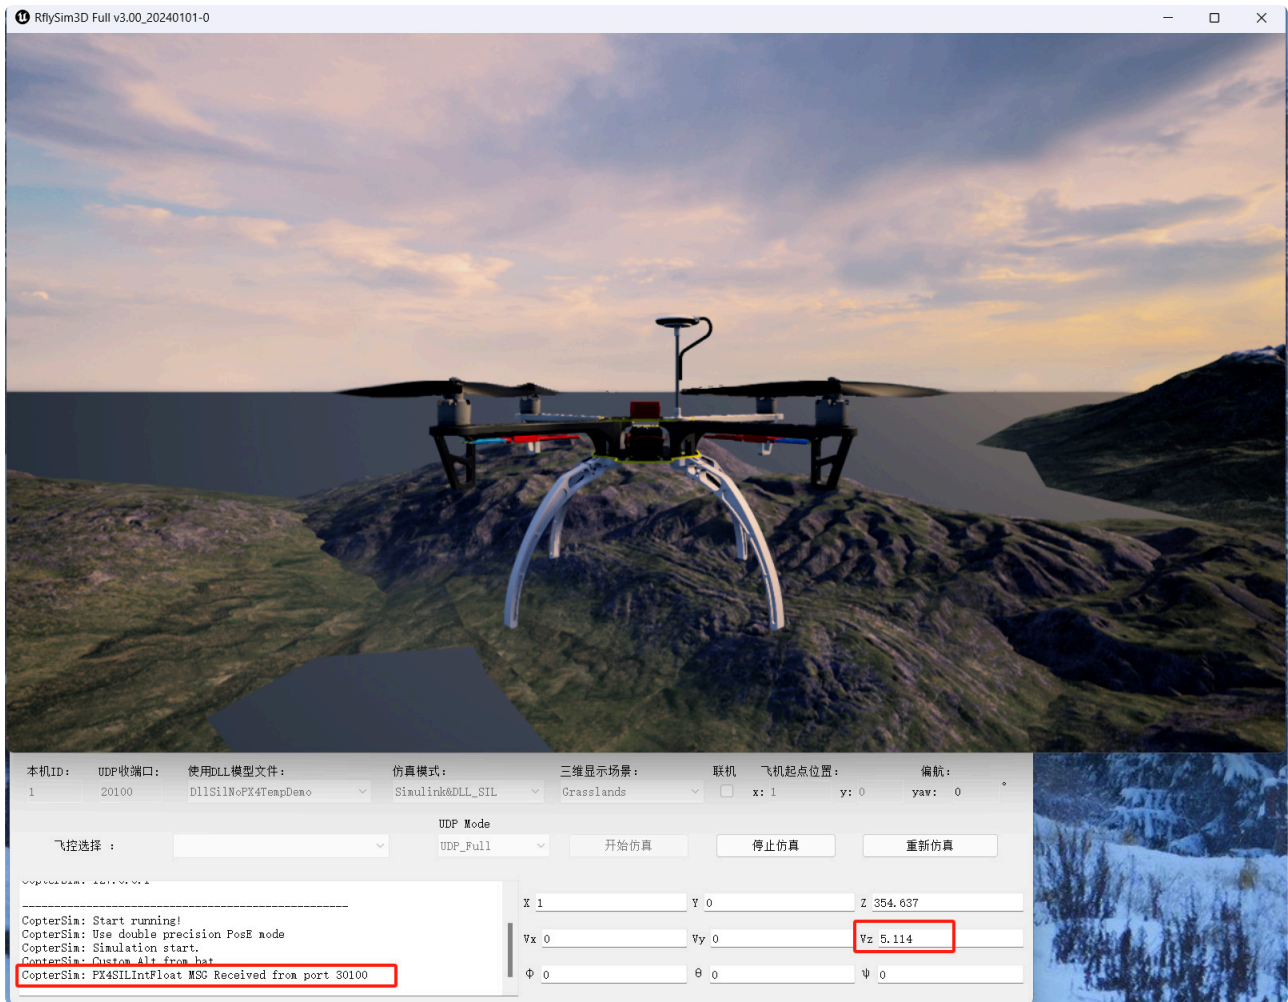 RflySim3D Full v3.00_20240101-0
本机ID： UDP收端口： 使用DLL模型文件： 仿真模式： 三维显示场景： 联机 飞机起点位置： 偏航：
1 20100 DllSilNoPX4TempDemo Simulink&DLL_SIL Grasslands x: 1 y: 0 yaw: 0 °
UDP Mode
飞控选择 ： UDP_Full 开始仿真 停止仿真 重新仿真
--------------------------------------------------
CopterSim: Start running!
CopterSim: Use double precision PosE mode
CopterSim: Simulation start.
CopterSim: Custom Alt from bat
CopterSim: PX4SILIntFloat MSG Received from port 30100
X 1 Y 0 Z 354.637
Vx 0 Vy 0 Vz 5.114
Φ 0 θ 0 ψ 0